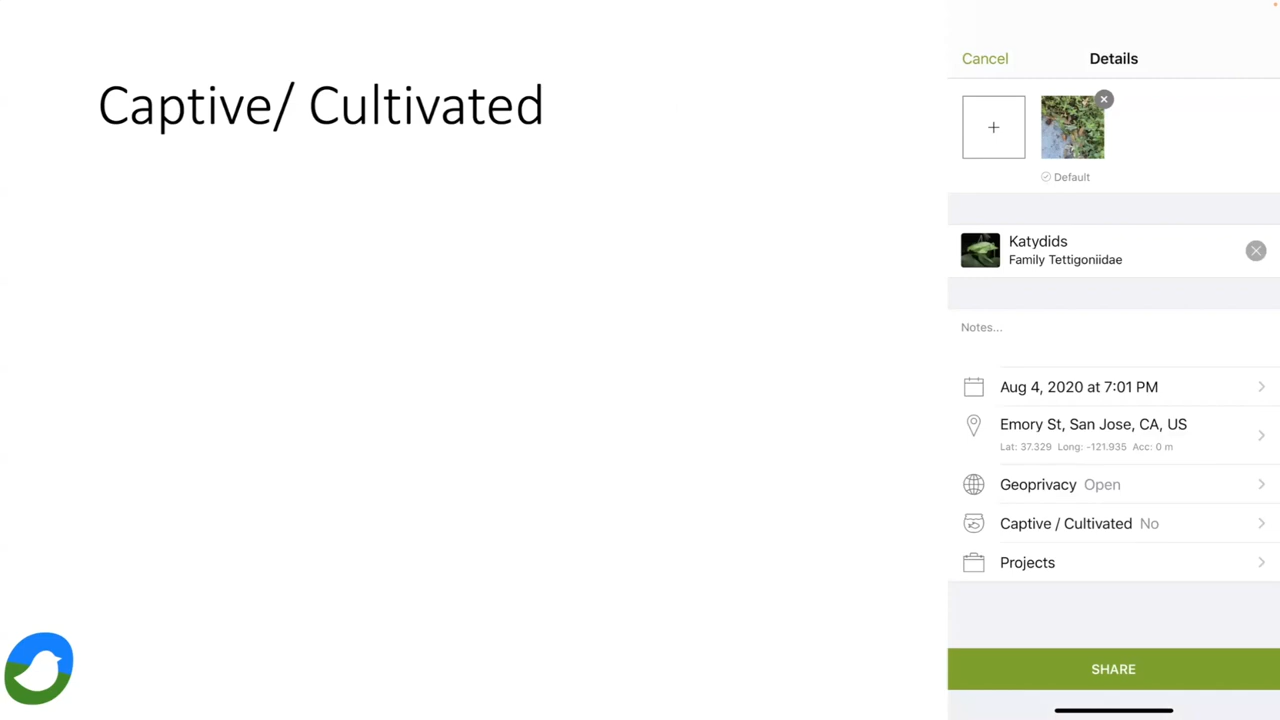 Captive/ Cultivated
Cancel
Details
Default
Katydids
Family Tettigoniidae
Notes...
Aug 4, 2020 at 7:01 PM
Emory St, San Jose, CA, US
Lat: 37.329 Long: -121.935 Acc: 0 m
Geoprivacy Open
Captive / Cultivated No
Projects
SHARE